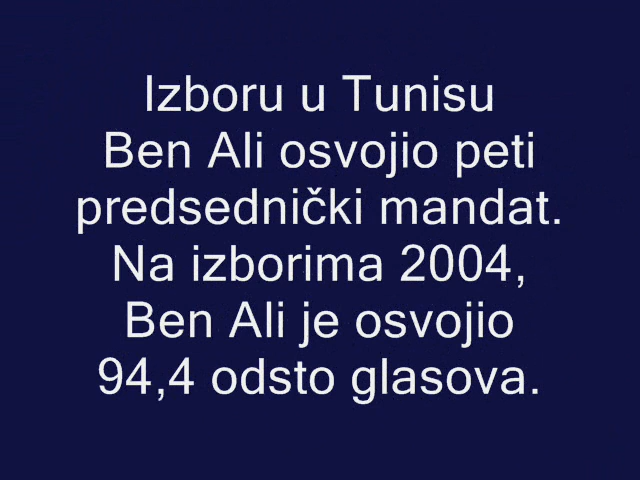 Izboru u Tunisu
Ben Ali osvojio peti
predsednički mandat.
Na izborima 2004,
Ben Ali je osvojio
94,4 odsto glasova.